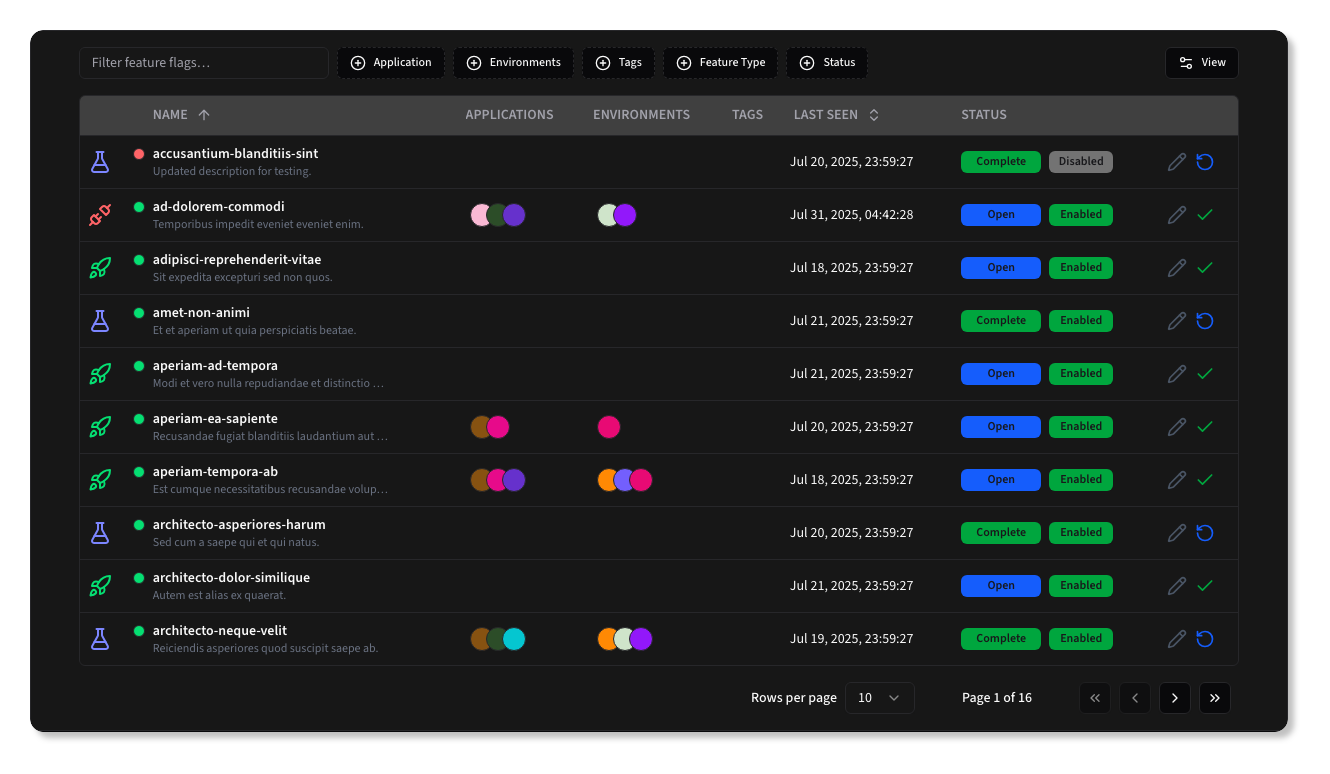 Filter feature flags…
Application
Environments
Tags
Feature Type
Status
View
NAME
APPLICATIONS
ENVIRONMENTS
TAGS
LAST SEEN
STATUS
accusantium-blanditiis-sint
Updated description for testing.
Jul 20, 2025, 23:59:27
Complete
Disabled
ad-dolorem-commodi
Temporibus impedit eveniet eveniet enim.
Jul 31, 2025, 04:42:28
Open
Enabled
adipisci-reprehenderit-vitae
Sit expedita excepturi sed non quos.
Jul 18, 2025, 23:59:27
Open
Enabled
amet-non-animi
Et et aperiam ut quia perspiciatis beatae.
Jul 21, 2025, 23:59:27
Complete
Enabled
aperiam-ad-tempora
Modi et vero nulla repudiandae et distinctio …
Jul 21, 2025, 23:59:27
Open
Enabled
aperiam-ea-sapiente
Recusandae fugiat blanditiis laudantium aut …
Jul 20, 2025, 23:59:27
Open
Enabled
aperiam-tempora-ab
Est cumque necessitatibus recusandae volup…
Jul 18, 2025, 23:59:27
Open
Enabled
architecto-asperiores-harum
Sed cum a saepe qui et qui natus.
Jul 20, 2025, 23:59:27
Complete
Enabled
architecto-dolor-similique
Autem est alias ex quaerat.
Jul 21, 2025, 23:59:27
Open
Enabled
architecto-neque-velit
Reiciendis asperiores quod suscipit saepe ab.
Jul 19, 2025, 23:59:27
Complete
Enabled
Rows per page
10
Page 1 of 16